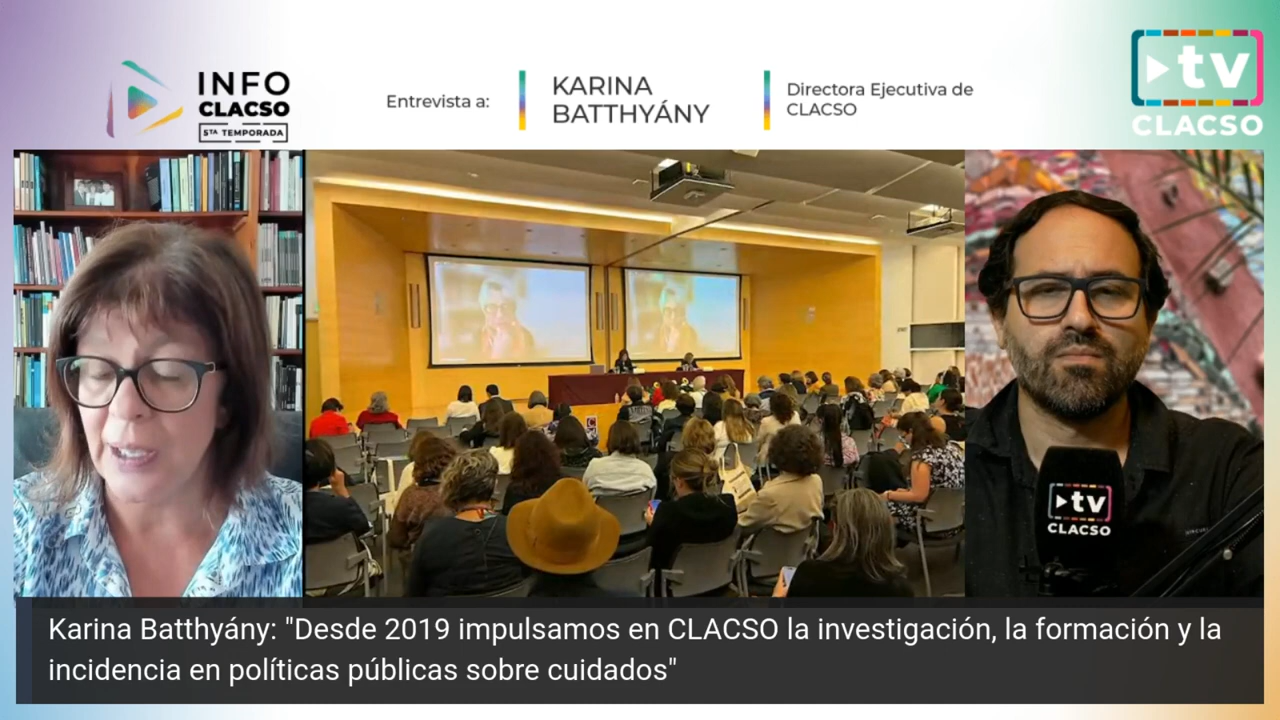 INFO
CLACSO
5TA TEMPORADA
Entrevista a:
KARINA
BATTHYÁNY
Directora Ejecutiva de
CLACSO
tv
CLACSO
tv
CLACSO
Karina Batthyány: "Desde 2019 impulsamos en CLACSO la investigación, la formación y la
incidencia en políticas públicas sobre cuidados"